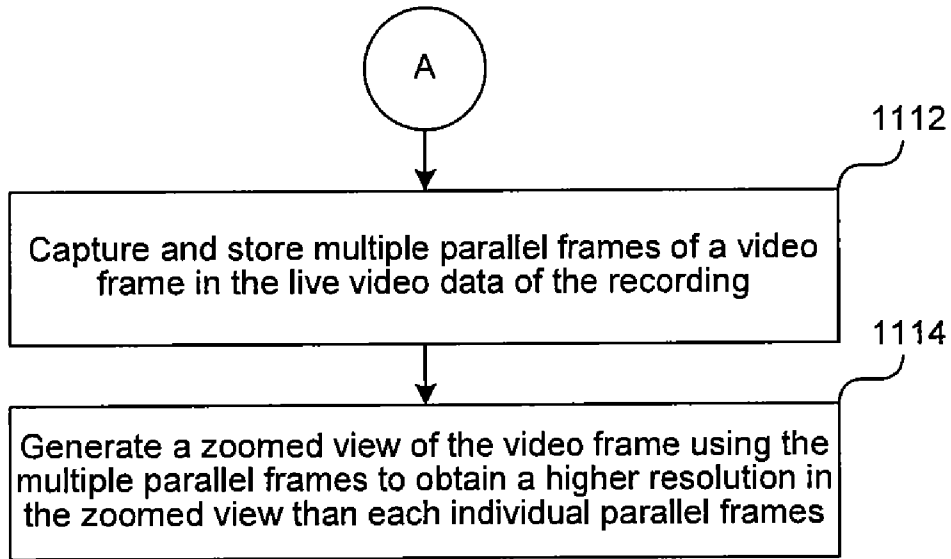 A
1112
Capture and store multiple parallel frames of a video
frame in the live video data of the recording
1114
Generate a zoomed view of the video frame using the
multiple parallel frames to obtain a higher resolution in
the zoomed view than each individual parallel frames